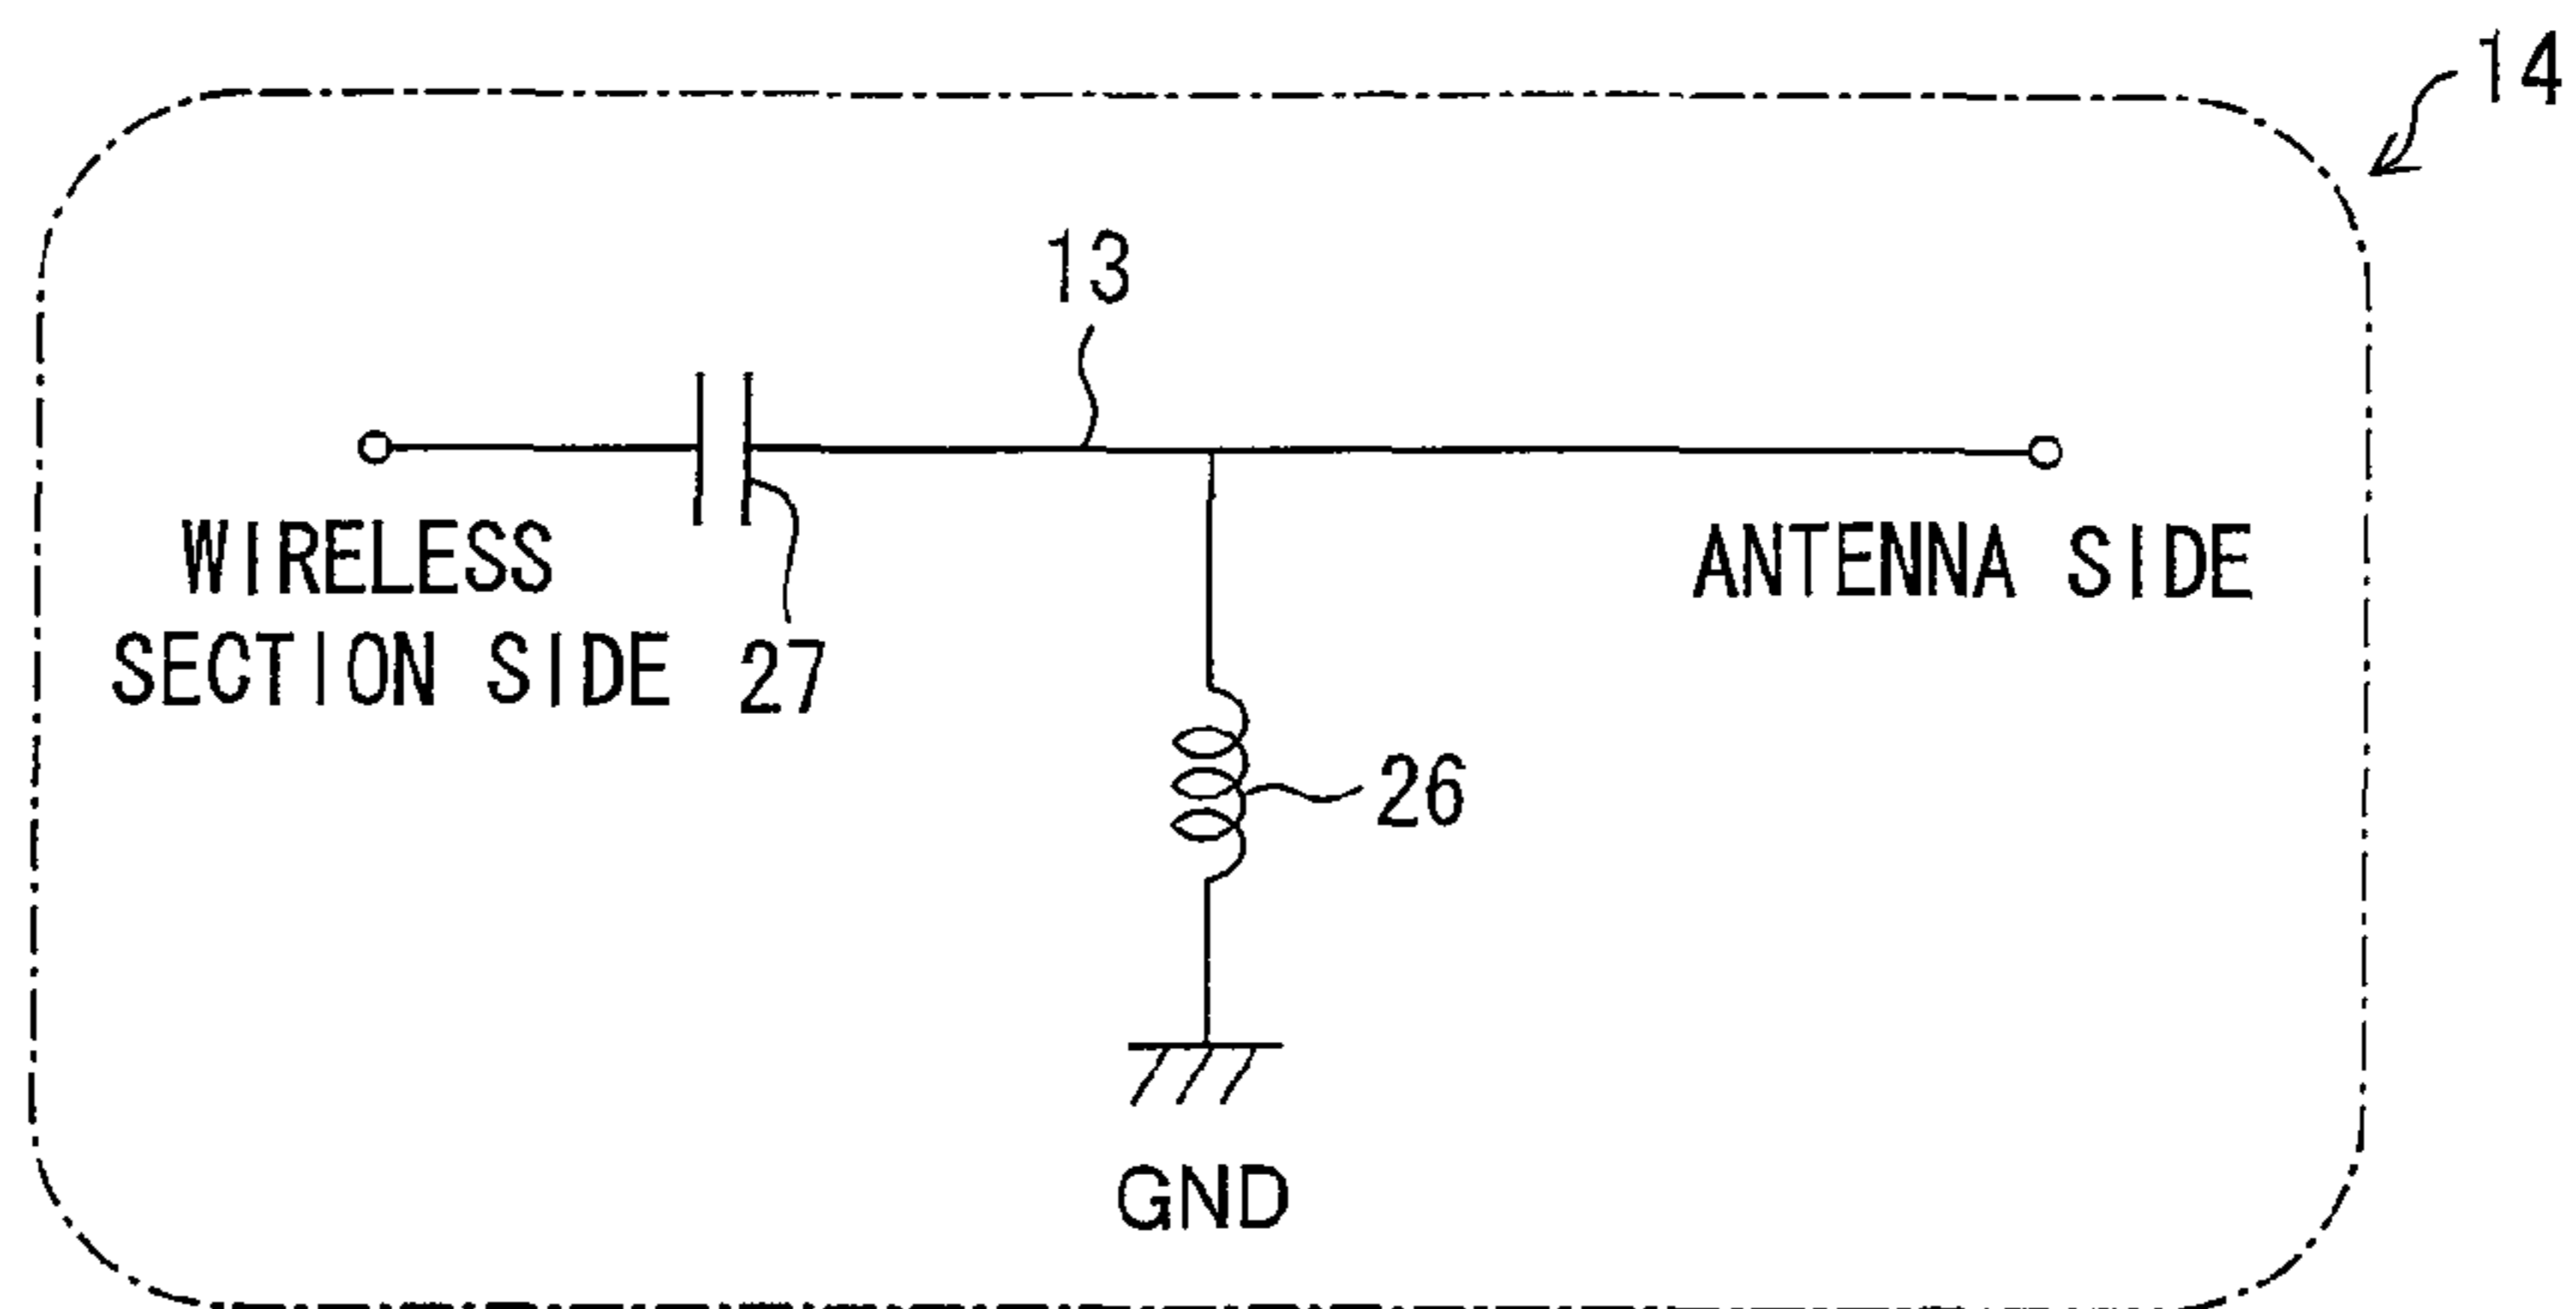 14
13
WIRELESS
SECTION SIDE
27
ANTENNA SIDE
26
GND